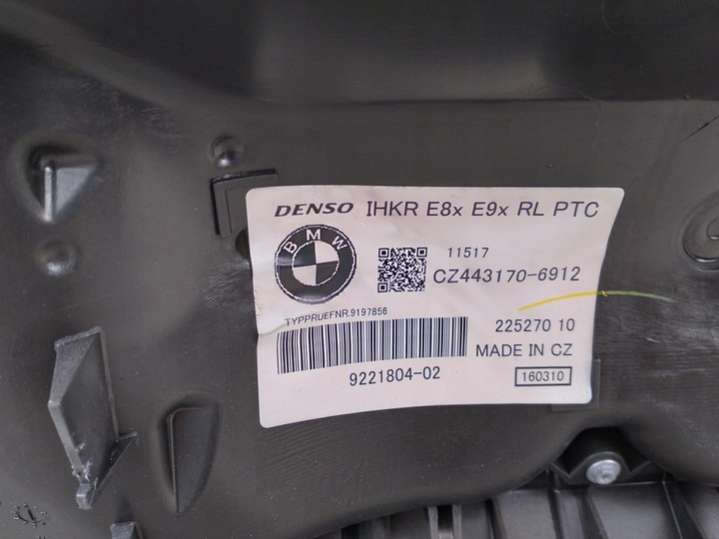 DENSO IHKR E8x E9x RL PTC
BMW
11517
CZ443170-6912
TYPPRUEFNR.9197856
225270 10
MADE IN CZ
9221804-02
160310